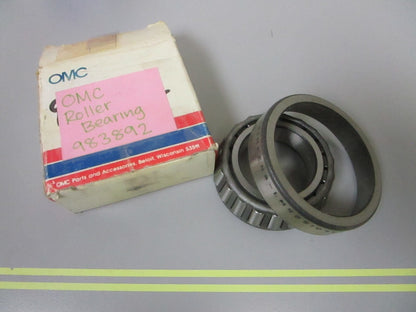 OMC
OMC
Roller
Bearing
983892
OMC Parts and Accessories, Beloit, Wisconsin 53511